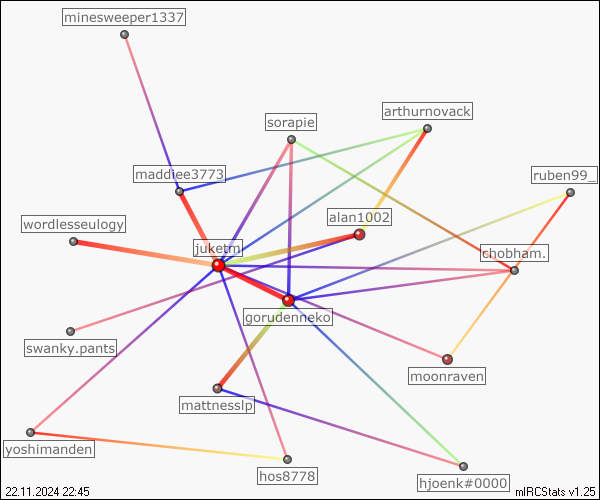 minesweeper1337
arthurnovack
sorapie
maddiee3773
ruben99_
alan1002
wordlesseulogy
juketm
chobham.
gorudenneko
swanky.pants
moonraven
mattnesslp
yoshimanden
hos8778
hjoenk#0000
22.11.2024 22:45
mIRCStats v1.25